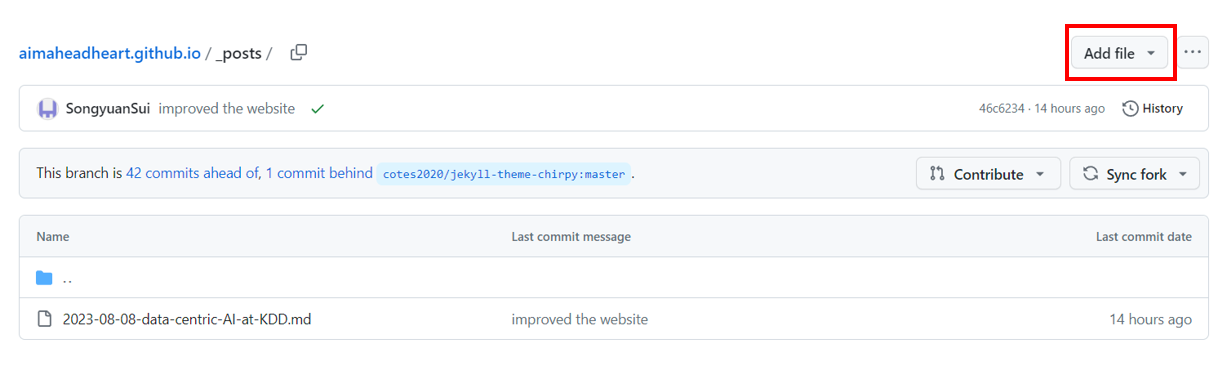 aimaheadheart.github.io / _posts /
Add file
SongyuanSui improved the website
46c6234 · 14 hours ago
History
This branch is 42 commits ahead of, 1 commit behind cotes2020/jekyll-theme-chirpy:master .
Contribute
Sync fork
Name Last commit message Last commit date
..
2023-08-08-data-centric-AI-at-KDD.md improved the website 14 hours ago